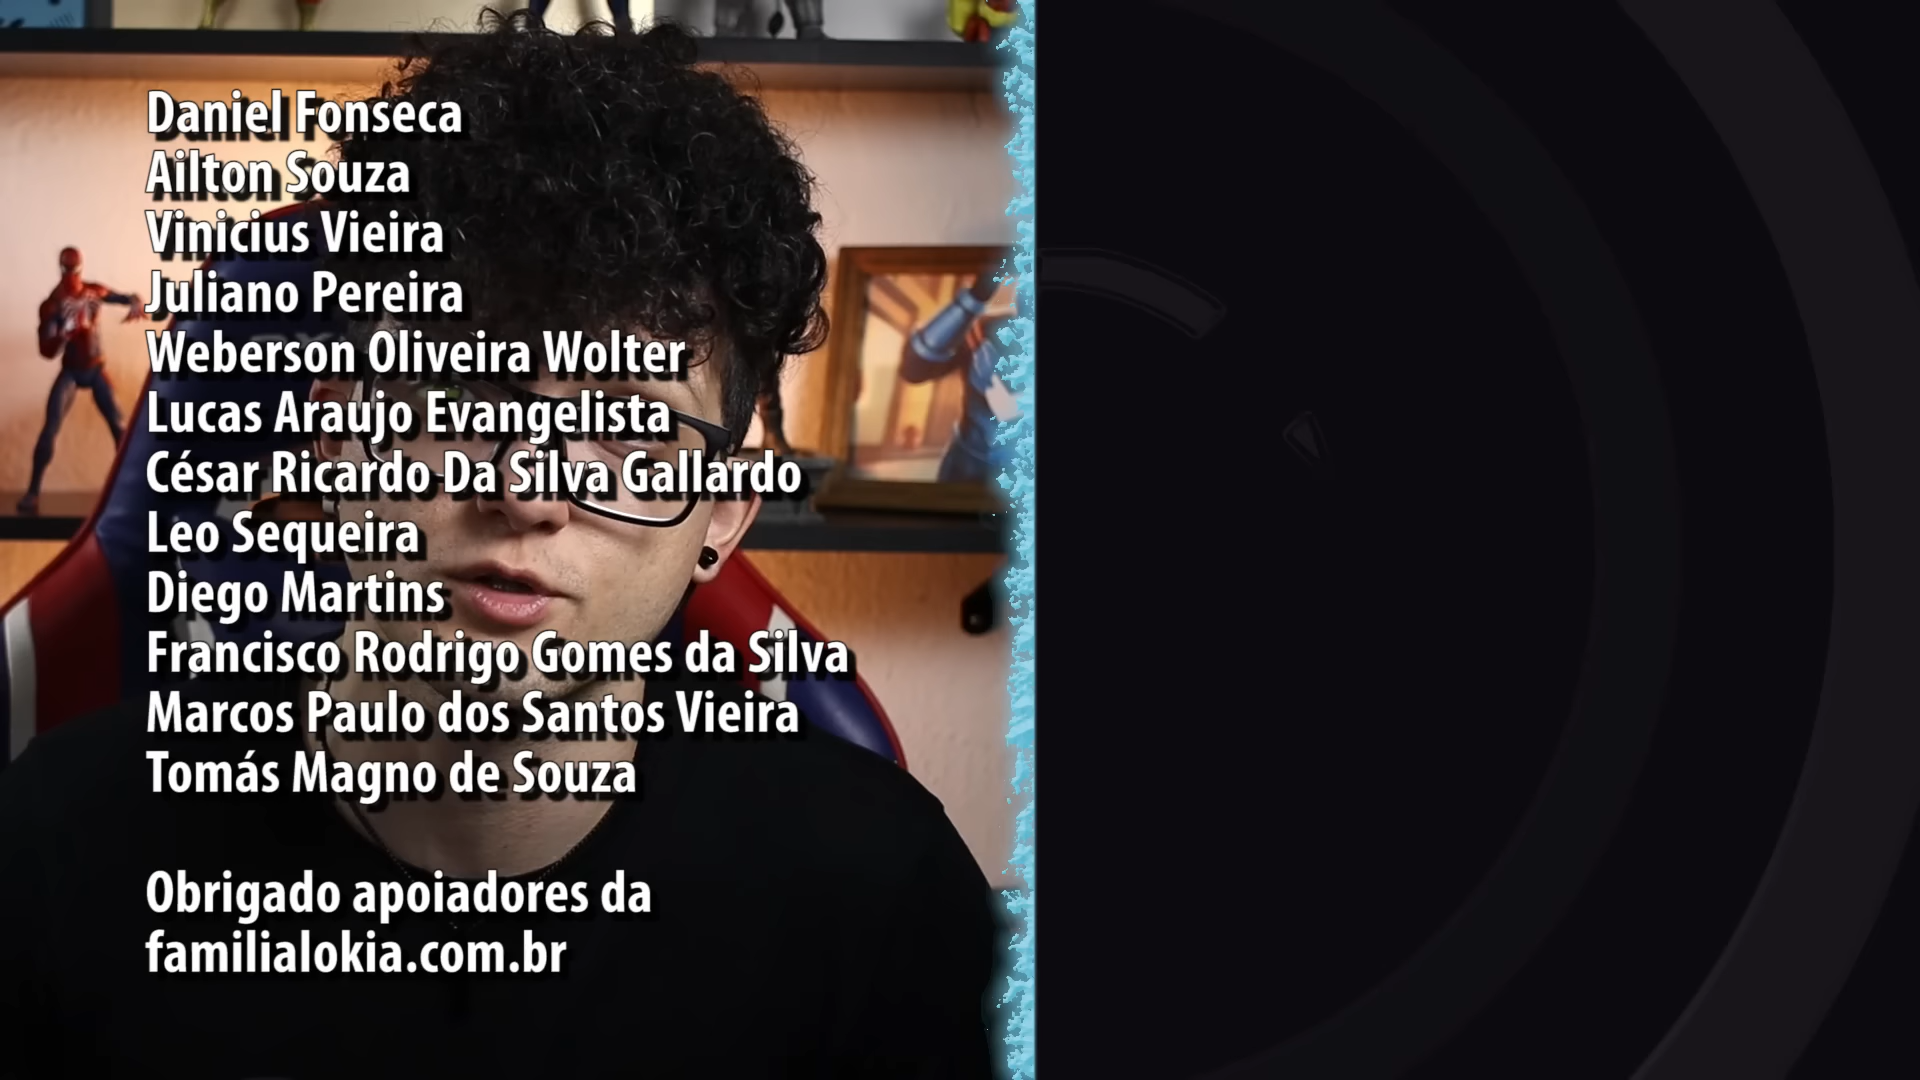 Daniel Fonseca
Ailton Souza
Vinicius Vieira
Juliano Pereira
Weberson Oliveira Wolter
Lucas Araujo Evangelista
César Ricardo Da Silva Gallardo
Leo Sequeira
Diego Martins
Francisco Rodrigo Gomes da Silva
Marcos Paulo dos Santos Vieira
Tomás Magno de Souza
Obrigado apoiadores da
familialokia.com.br